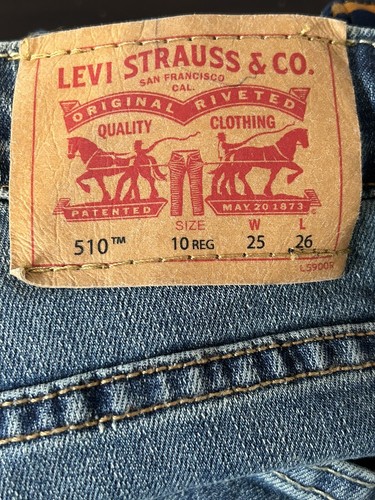 LEVI STRAUSS & CO.
SAN FRANCISCO
CAL.
ORIGINAL RIVETED
QUALITY CLOTHING
PATENTED MAY 20 1873
SIZE W L
510™ 10 REG 25 26